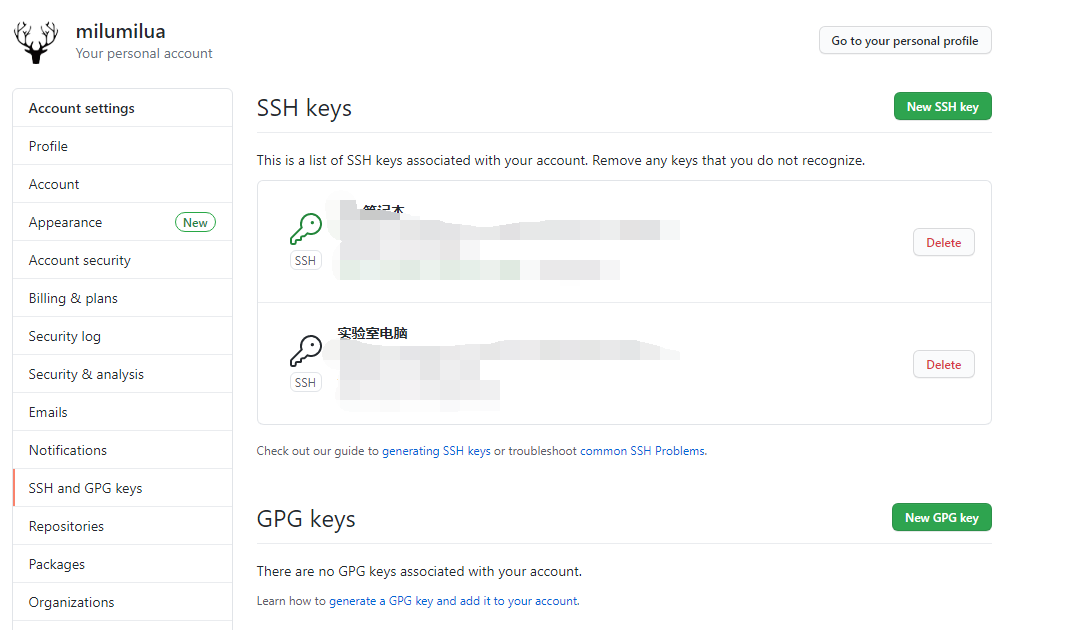 milumilua
Your personal account
Go to your personal profile
Account settings
Profile
Account
Appearance
New
Account security
Billing & plans
Security log
Security & analysis
Emails
Notifications
SSH and GPG keys
Repositories
Packages
Organizations
SSH keys
New SSH key
This is a list of SSH keys associated with your account. Remove any keys that you do not recognize.
笔记本
SSH
Delete
实验室电脑
SSH
Delete
Check out our guide to generating SSH keys or troubleshoot common SSH Problems.
GPG keys
New GPG key
There are no GPG keys associated with your account.
Learn how to generate a GPG key and add it to your account.